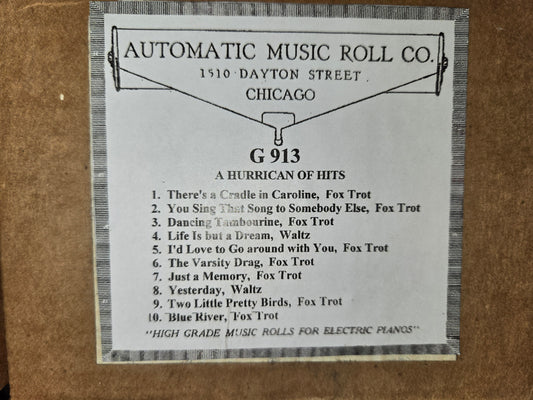 AUTOMATIC MUSIC ROLL CO.
1510 DAYTON STREET
CHICAGO
G 913
A HURRICAN OF HITS
1. There's a Cradle in Caroline, Fox Trot
2. You Sing That Song to Somebody Else, Fox Trot
3. Dancing Tambourine, Fox Trot
4. Life Is but a Dream, Waltz
5. I'd Love to Go around with You, Fox Trot
6. The Varsity Drag, Fox Trot
7. Just a Memory, Fox Trot
8. Yesterday, Waltz
9. Two Little Pretty Birds, Fox Trot
10. Blue River, Fox Trot
"HIGH GRADE MUSIC ROLLS FOR ELECTRIC PIANOS"